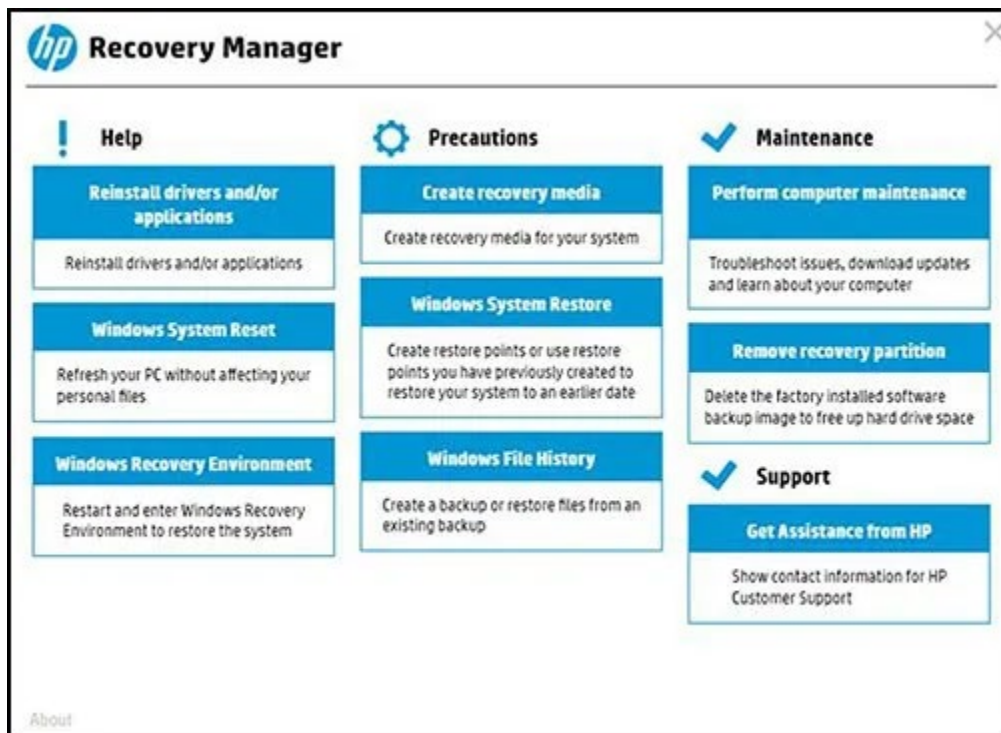 hp Recovery Manager
Help
Reinstall drivers and/or
applications
Reinstall drivers and/or applications
Windows System Reset
Refresh your PC without affecting your
personal files
Windows Recovery Environment
Restart and enter Windows Recovery
Environment to restore the system
Precautions
Create recovery media
Create recovery media for your system
Windows System Restore
Create restore points or use restore
points you have previously created to
restore your system to an earlier date
Windows File History
Create a backup or restore files from an
existing backup
Maintenance
Perform computer maintenance
Troubleshoot issues, download updates
and learn about your computer
Remove recovery partition
Delete the factory installed software
backup image to free up hard drive space
Support
Get Assistance from HP
Show contact information for HP
Customer Support
About